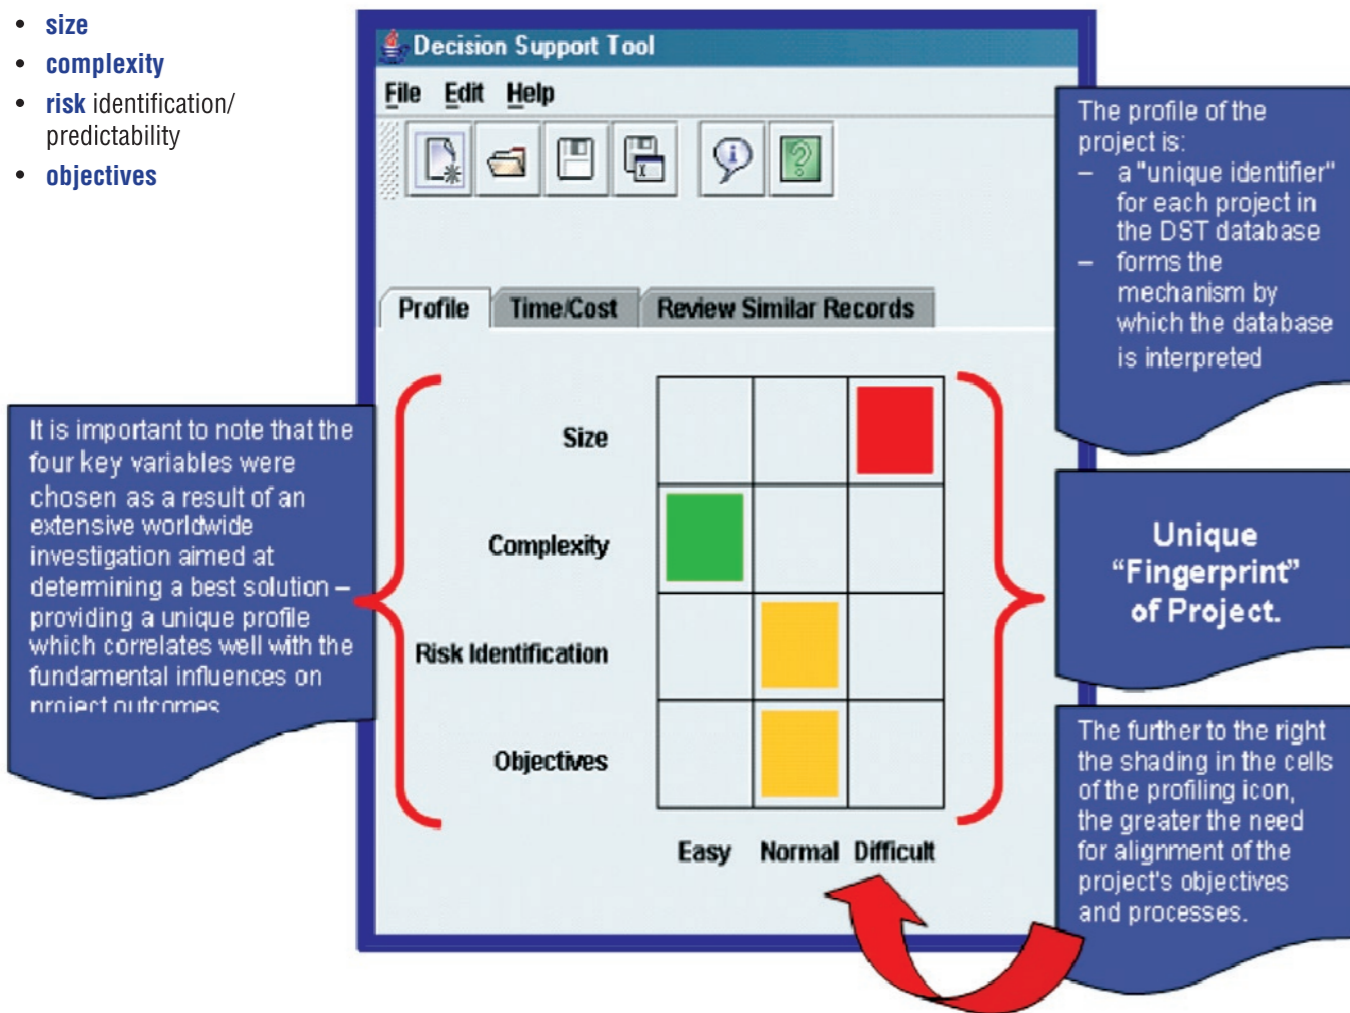 • size
• complexity
• risk identification/
predictability
• objectives
Decision Support Tool
File Edit Help
Profile Time/Cost Review Similar Records
Size
Complexity
Risk Identification
Objectives
Easy Normal Difficult
It is important to note that the
four key variables were
chosen as a result of an
extensive worldwide
investigation aimed at
determining a best solution –
providing a unique profile
which correlates well with the
fundamental influences on
project outcomes
The profile of the
project is:
– a "unique identifier"
for each project in
the DST database
– forms the
mechanism by
which the database
is interpreted
Unique
“Fingerprint”
of Project.
The further to the right
the shading in the cells
of the profiling icon,
the greater the need
for alignment of the
project's objectives
and processes.